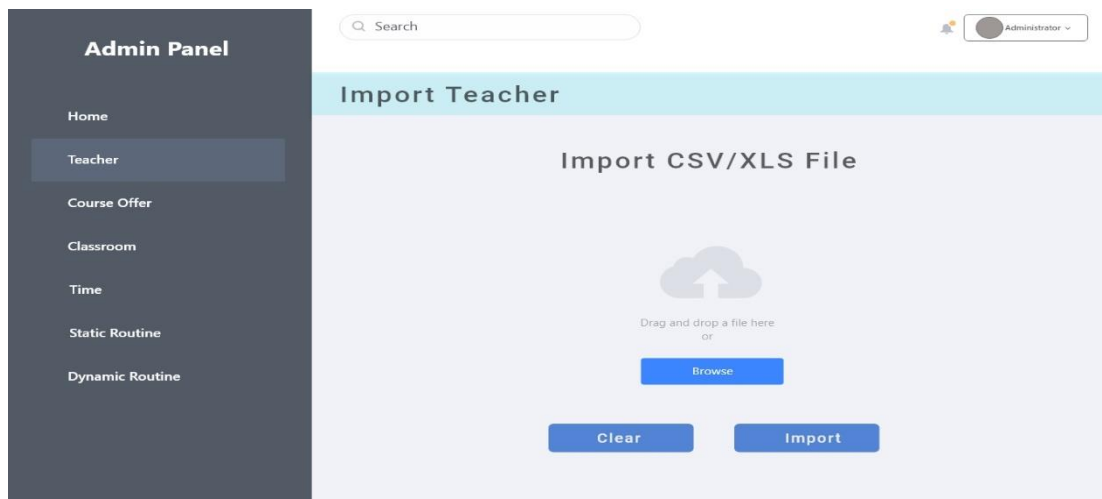 Admin Panel
Home
Teacher
Course Offer
Classroom
Time
Static Routine
Dynamic Routine
Search
Administrator
Import Teacher
Import CSV/XLS File
Drag and drop a file here
or
Browse
Clear
Import